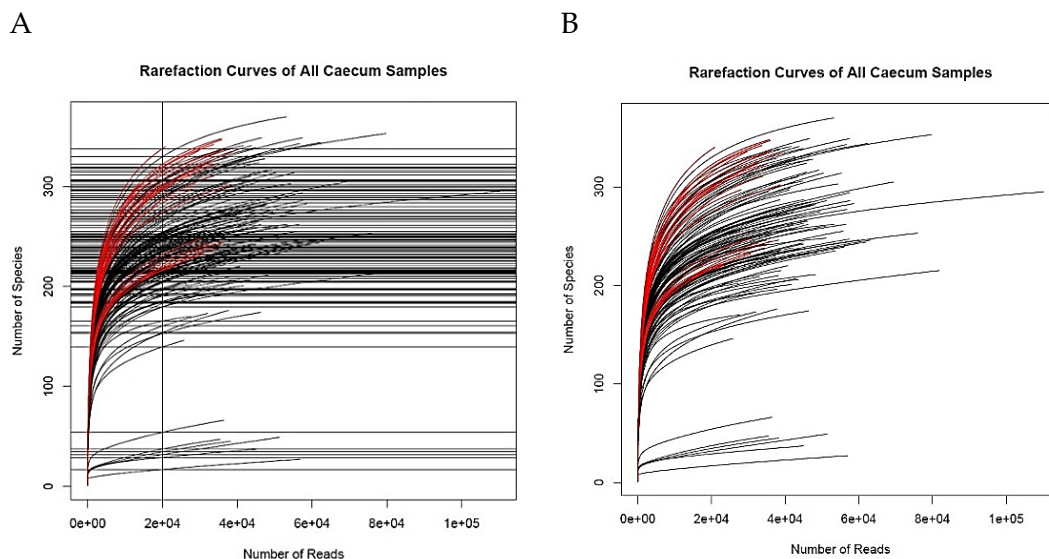 A
B
Rarefaction Curves of All Caecum Samples
Number of Species
300
200
100
0
0e+00 2e+04 4e+04 6e+04 8e+04 1e+05
Number of Reads
Rarefaction Curves of All Caecum Samples
Number of Species
300
200
100
0
0e+00 2e+04 4e+04 6e+04 8e+04 1e+05
Number of Reads